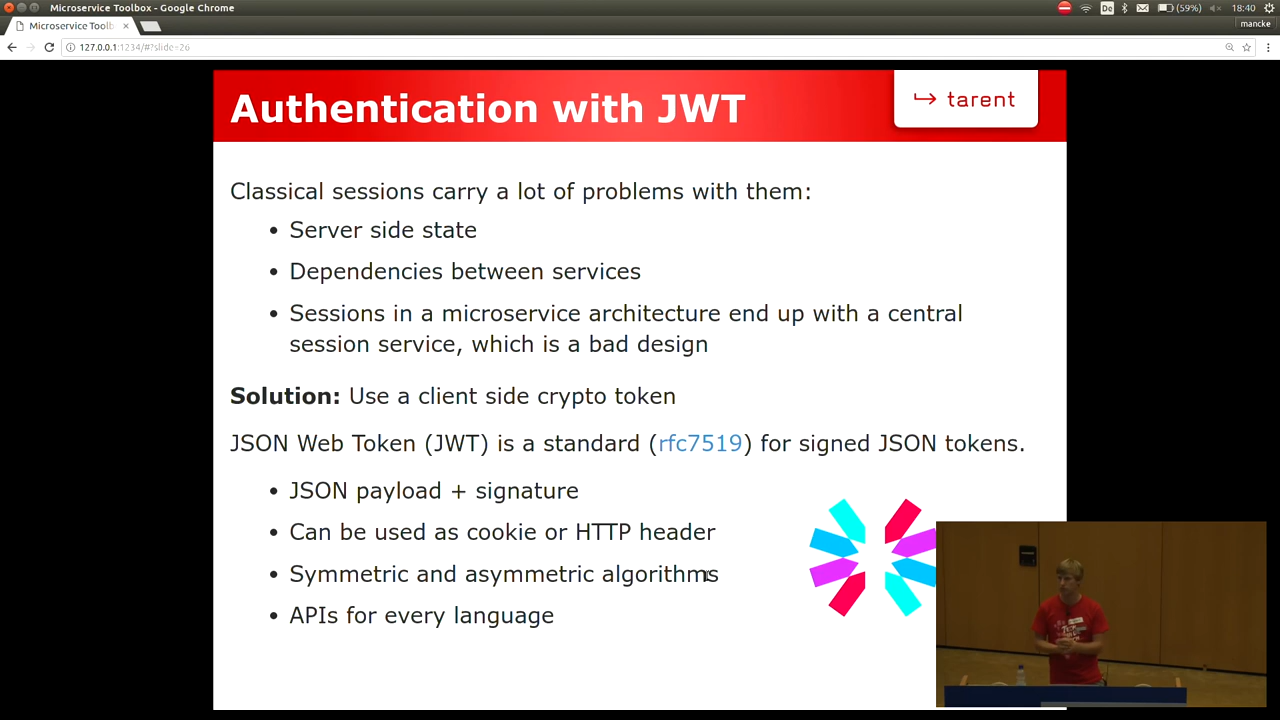 Microservice Toolbox - Google Chrome
De
(59%)
18:40
Microservice Toolb
mancke
127.0.0.1:1234/#?slide=26
Authentication with JWT
tarent
Classical sessions carry a lot of problems with them:
• Server side state
• Dependencies between services
• Sessions in a microservice architecture end up with a central
session service, which is a bad design
Solution: Use a client side crypto token
JSON Web Token (JWT) is a standard (rfc7519) for signed JSON tokens.
• JSON payload + signature
• Can be used as cookie or HTTP header
• Symmetric and asymmetric algorithms
• APIs for every language